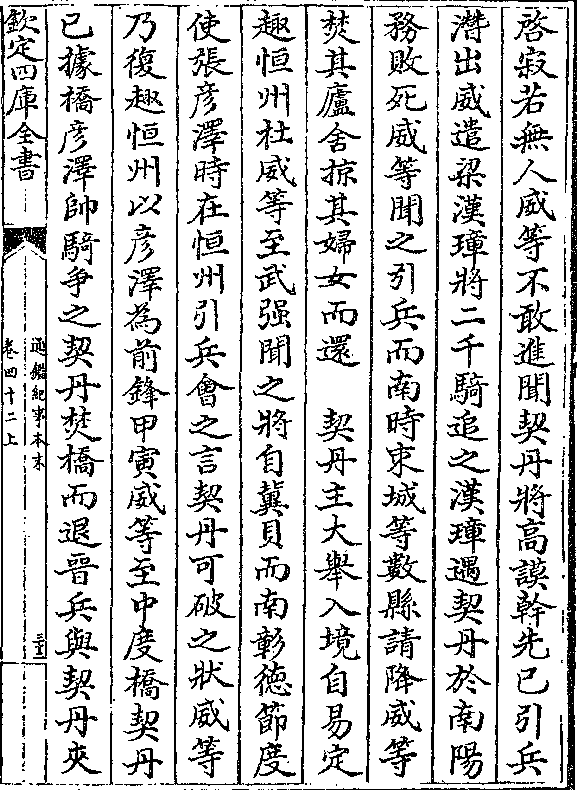 啓寂若無人威等不敢進聞契丹將高謨幹先已引兵
潛出威遣梁漢璋將二千騎追之漢璋遇契丹於南陽
務敗死威等聞之引兵而南時束城等數縣請降威等
焚其廬舍掠其婦女而還　契丹主大舉入境自易定
趣恒州杜威等至武强聞之將自冀貝而南彰徳節度
使張彦澤時在恒州引兵會之言契丹可破之狀威等
乃復趣恒州以彦澤為前鋒甲寅威等至中度橋契丹
已據橋彦澤帥騎爭之契丹焚橋而退晉兵與契丹夾
欽定四庫全書
通鑑紀事本末
卷四十二上